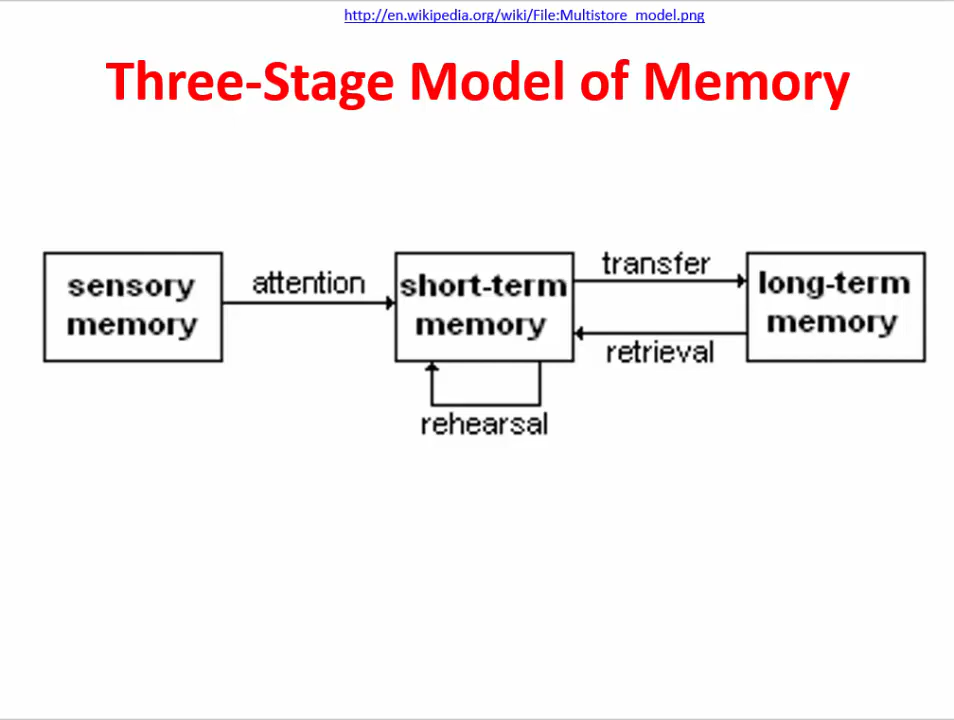 http://en.wikipedia.org/wiki/File:Multistore_model.png
Three-Stage Model of Memory
sensory
memory
attention
short-term
memory
rehearsal
transfer
retrieval
long-term
memory